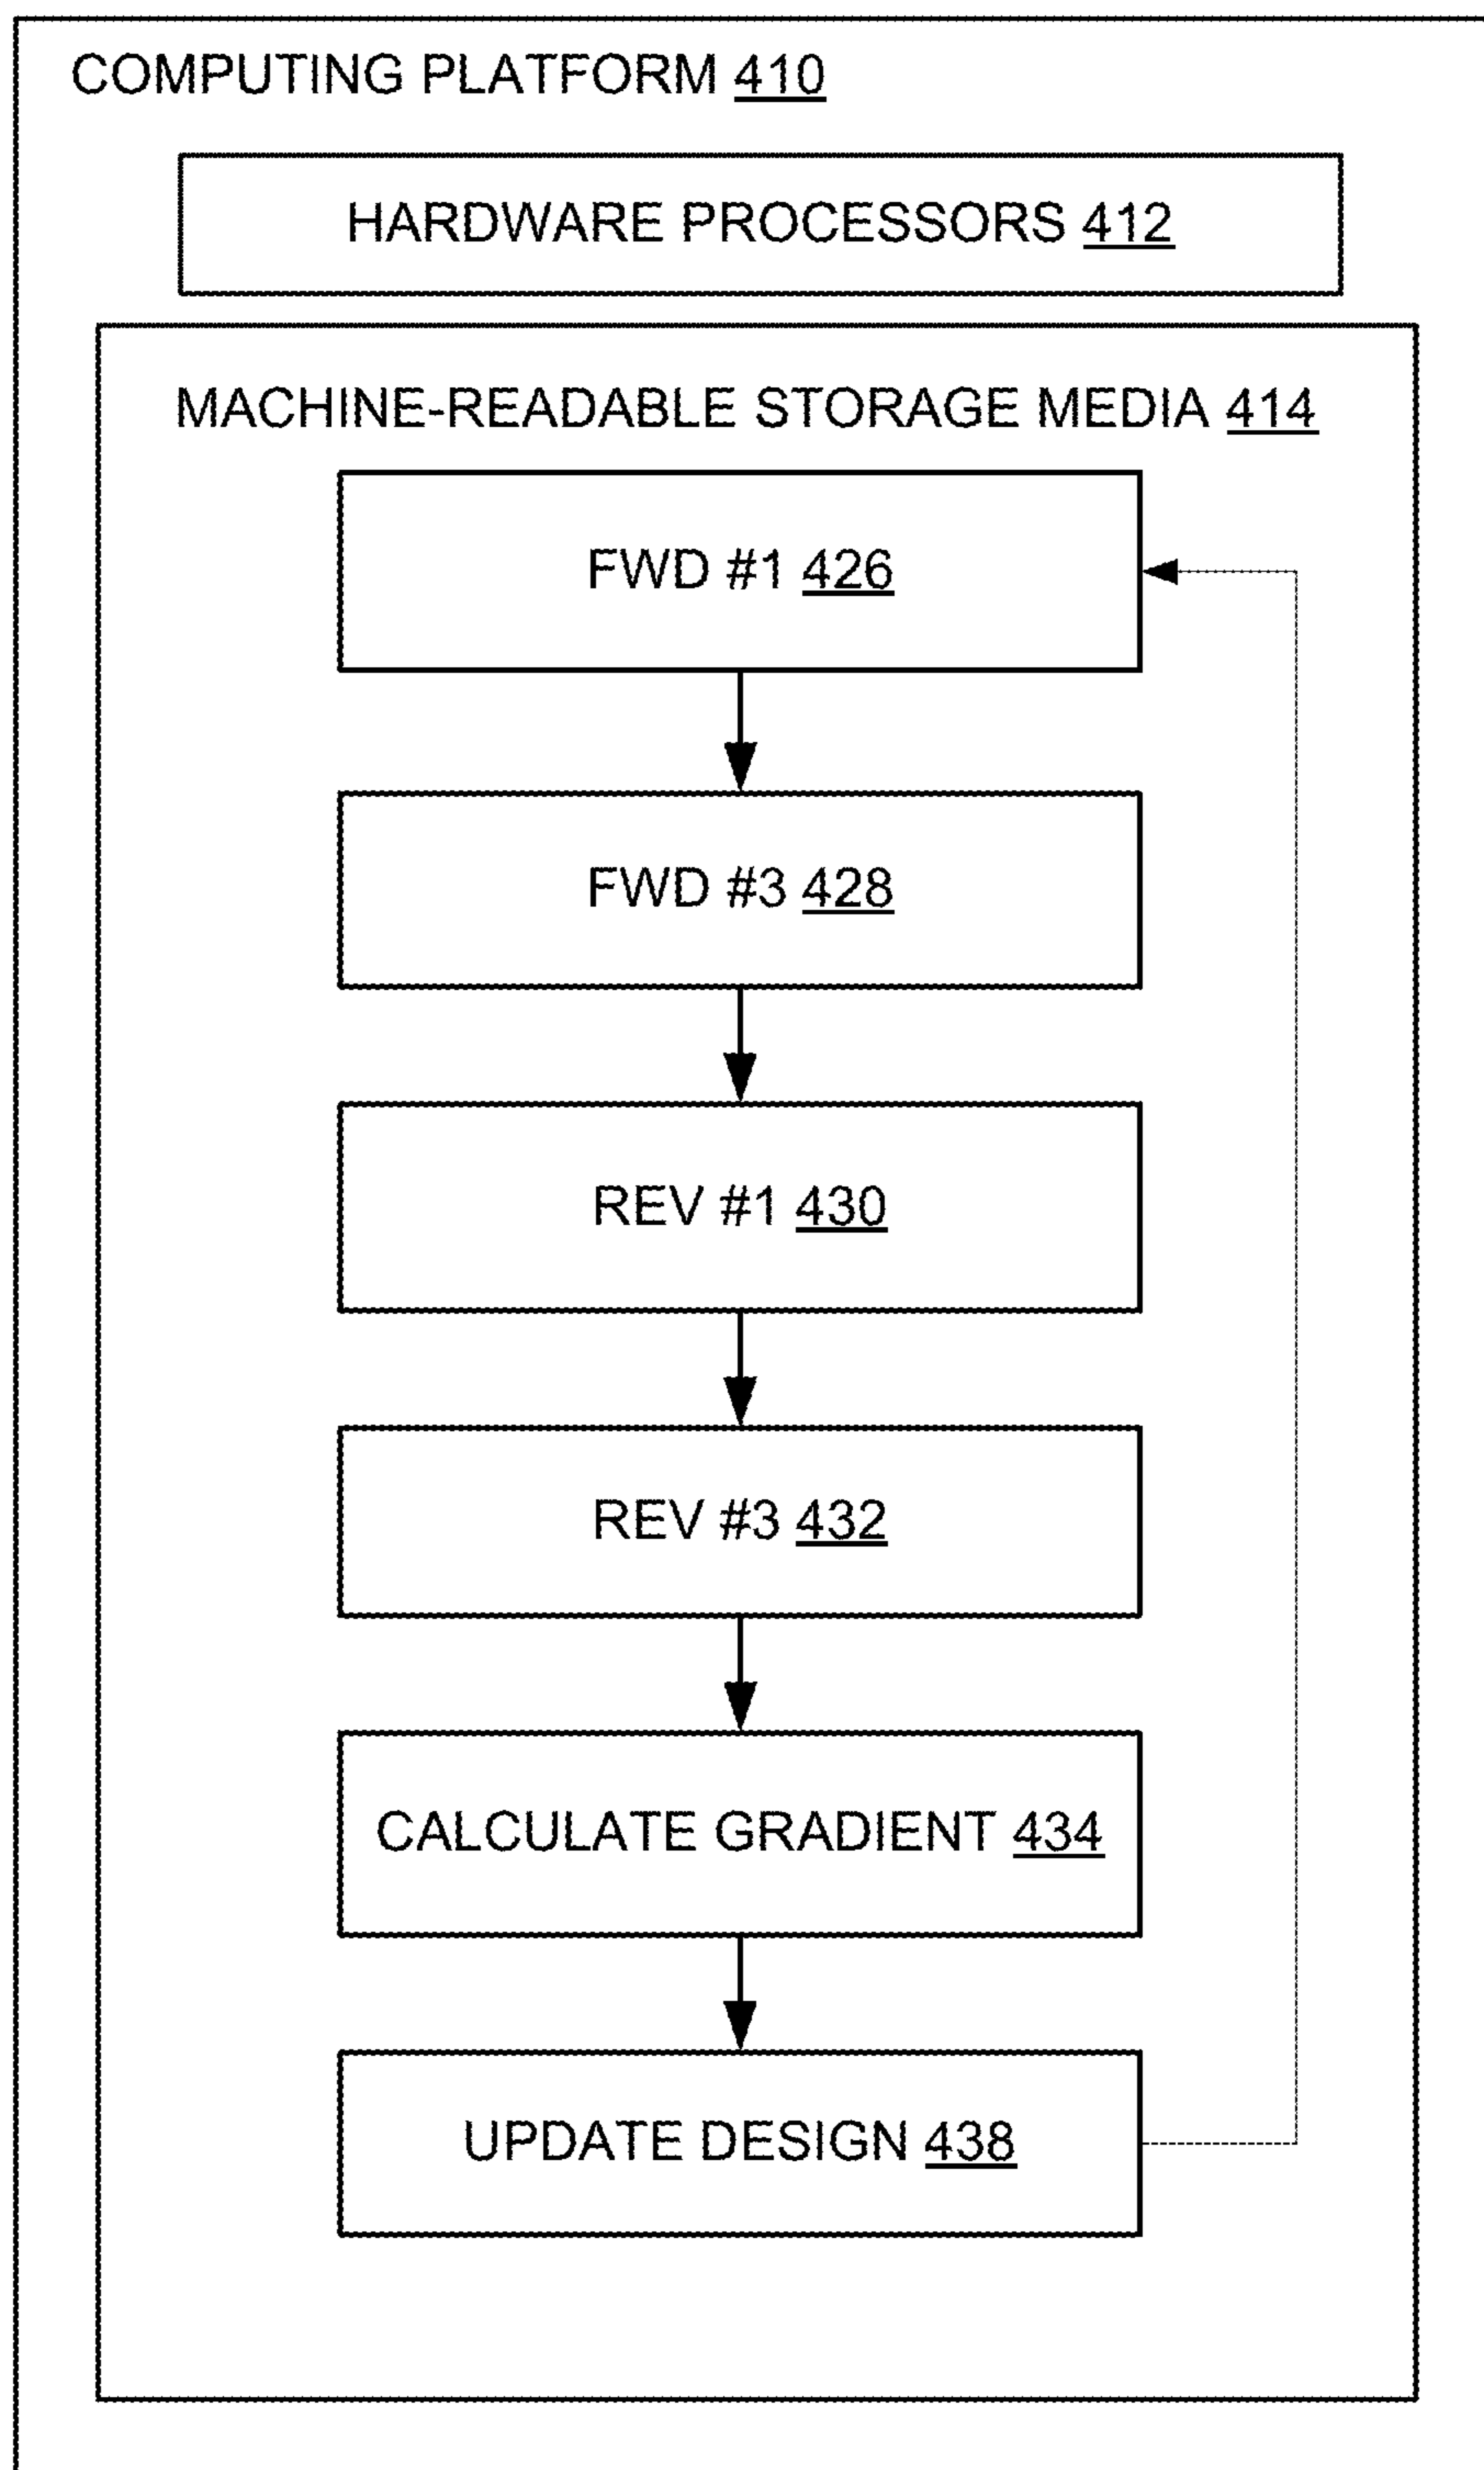 COMPUTING PLATFORM 410
HARDWARE PROCESSORS 412
MACHINE-READABLE STORAGE MEDIA 414
FWD #1 426
FWD #3 428
REV #1 430
REV #3 432
CALCULATE GRADIENT 434
UPDATE DESIGN 438